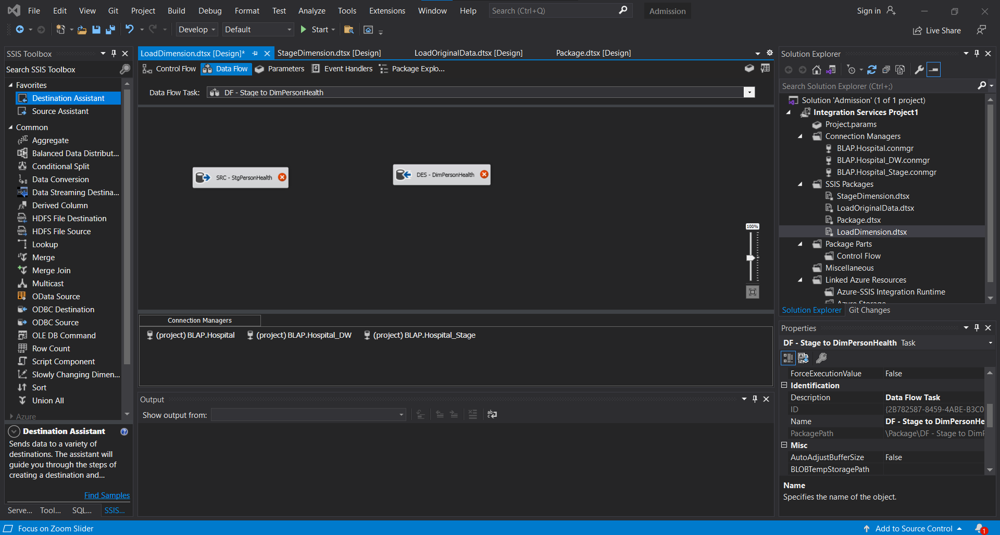 File Edit View Git Project Build Debug Format Test Analyze Tools Extensions Window Help Search (Ctrl+Q) Admission Sign in
Develop Default Start Live Share
SSIS Toolbox
Search SSIS Toolbox
Favorites
Destination Assistant
Source Assistant
Common
Aggregate
Balanced Data Distribut...
Conditional Split
Data Conversion
Data Streaming Destina...
Derived Column
HDFS File Destination
HDFS File Source
Lookup
Merge
Merge Join
Multicast
OData Source
ODBC Destination
ODBC Source
OLE DB Command
Row Count
Script Component
Slowly Changing Dimen...
Sort
Union All
Azure
Destination Assistant
Sends data to a variety of
destinations. The assistant will
guide you through the steps of
creating a destination and...
Find Samples
Serve... Tool... SQL... SSIS...
LoadDimension.dtsx [Design]* StageDimension.dtsx [Design] LoadOriginalData.dtsx [Design] Package.dtsx [Design]
Control Flow Data Flow Parameters Event Handlers Package Explo...
Data Flow Task: DF - Stage to DimPersonHealth
SRC - StgPersonHealth
DES - DimPersonHealth
100%
Connection Managers
(project) BLAP.Hospital (project) BLAP.Hospital_DW (project) BLAP.Hospital_Stage
Output
Show output from:
Solution Explorer
Search Solution Explorer (Ctrl+;)
Solution 'Admission' (1 of 1 project)
Integration Services Project1
Project.params
Connection Managers
BLAP.Hospital.conmgr
BLAP.Hospital_DW.conmgr
BLAP.Hospital_Stage.conmgr
SSIS Packages
StageDimension.dtsx
LoadOriginalData.dtsx
Package.dtsx
LoadDimension.dtsx
Package Parts
Control Flow
Miscellaneous
Linked Azure Resources
Azure-SSIS Integration Runtime
Azure Storage
Solution Explorer Git Changes
Properties
DF - Stage to DimPersonHealth Task
ForceExecutionValue False
Identification
Description Data Flow Task
ID {2B782587-8459-4ABE-B3C0
Name DF - Stage to DimPersonHe
PackagePath \Package\DF - Stage to DimP
Misc
AutoAdjustBufferSize False
BLOBTempStoragePath
Name
Specifies the name of the object.
Focus on Zoom Slider Add to Source Control 1